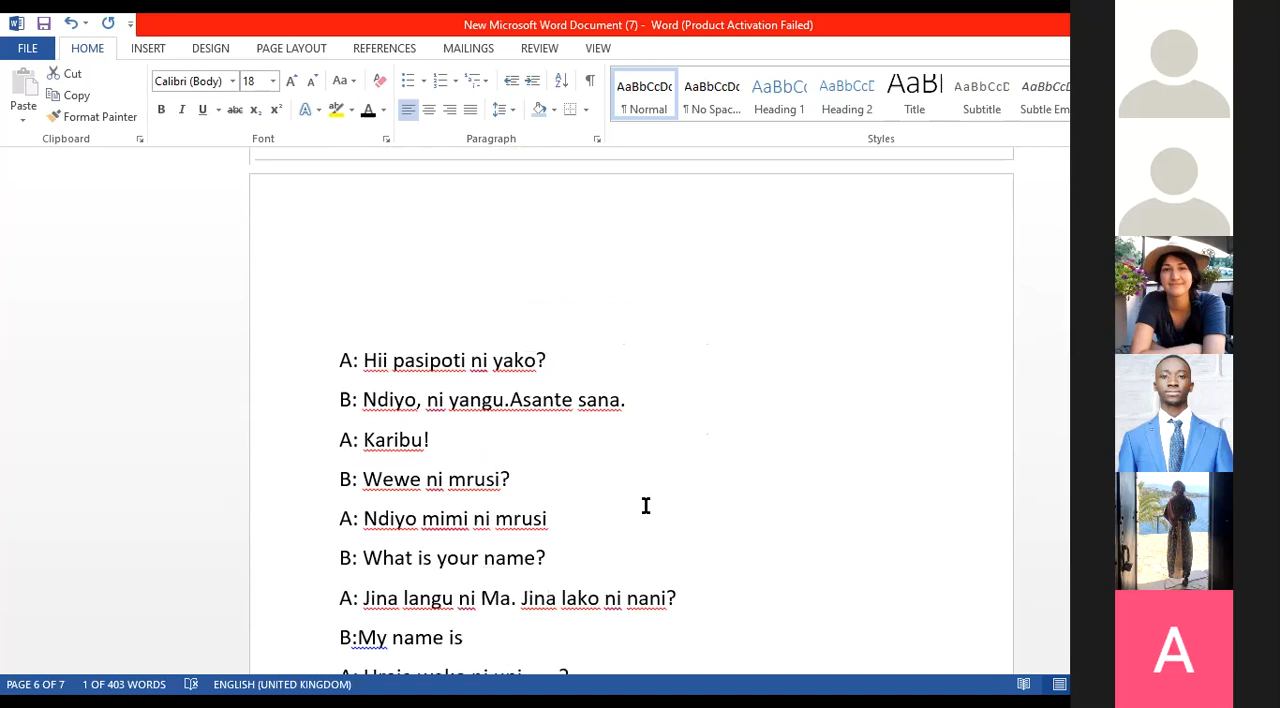 New Microsoft Word Document (7) - Word (Product Activation Failed)
FILE HOME INSERT DESIGN PAGE LAYOUT REFERENCES MAILINGS REVIEW VIEW
Paste
Cut
Copy
Format Painter
Clipboard
Calibri (Body) 18
Font
Paragraph
AaBbCcDc AaBbCcDc AaBbCc AaBbCcD AaBl AaBbCcD AaBbCcDc
¶ Normal ¶ No Spac... Heading 1 Heading 2 Title Subtitle Subtle Em
Styles
A: Hii pasipoti ni yako?
B: Ndiyo, ni yangu.Asante sana.
A: Karibu!
B: Wewe ni mrusi?
A: Ndiyo mimi ni mrusi
B: What is your name?
A: Jina langu ni Ma. Jina lako ni nani?
B:My name is
PAGE 6 OF 7 1 OF 403 WORDS ENGLISH (UNITED KINGDOM)
A